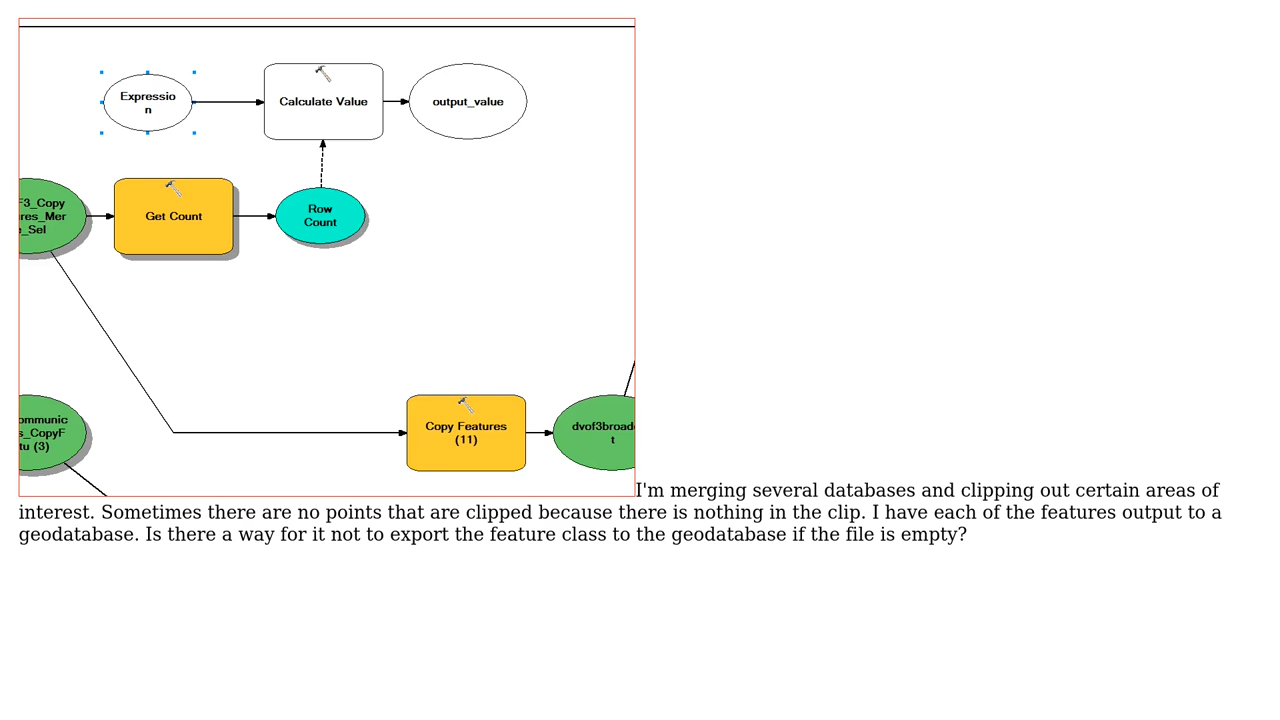 Expressio
n
Calculate Value
output_value
F3_Copy
res_Mer
e_Sel
Get Count
Row
Count
ommunic
s_CopyF
tu (3)
Copy Features
(11)
dvof3broad
t
I'm merging several databases and clipping out certain areas of
interest. Sometimes there are no points that are clipped because there is nothing in the clip. I have each of the features output to a
geodatabase. Is there a way for it not to export the feature class to the geodatabase if the file is empty?